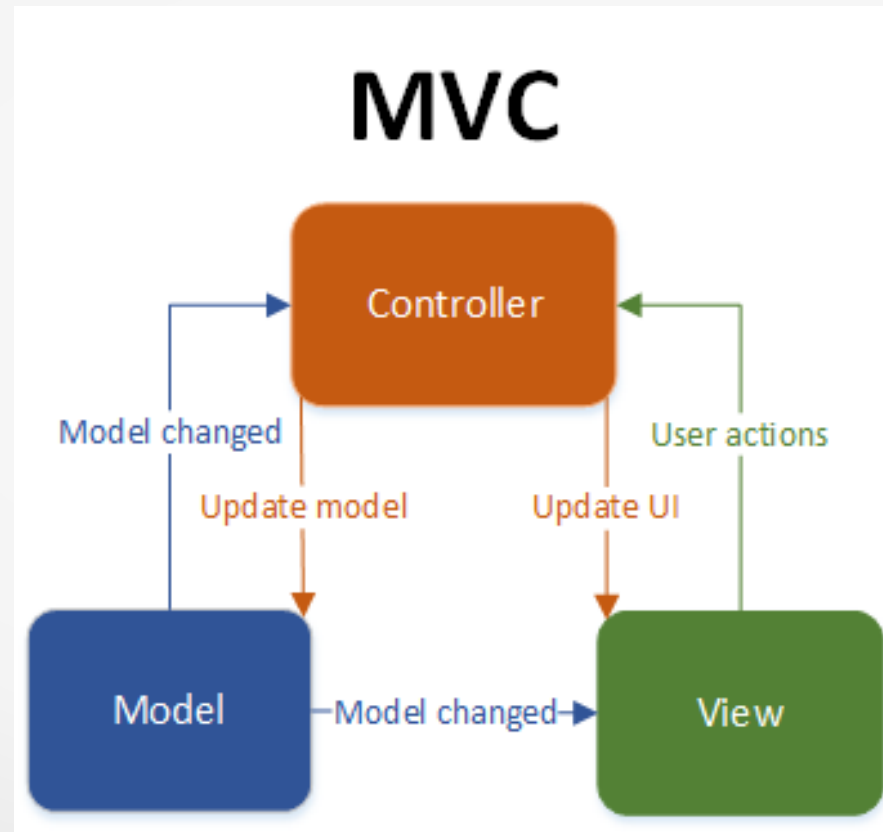 MVC
Controller
Model changed
User actions
Update model
Update UI
Model
Model changed
View